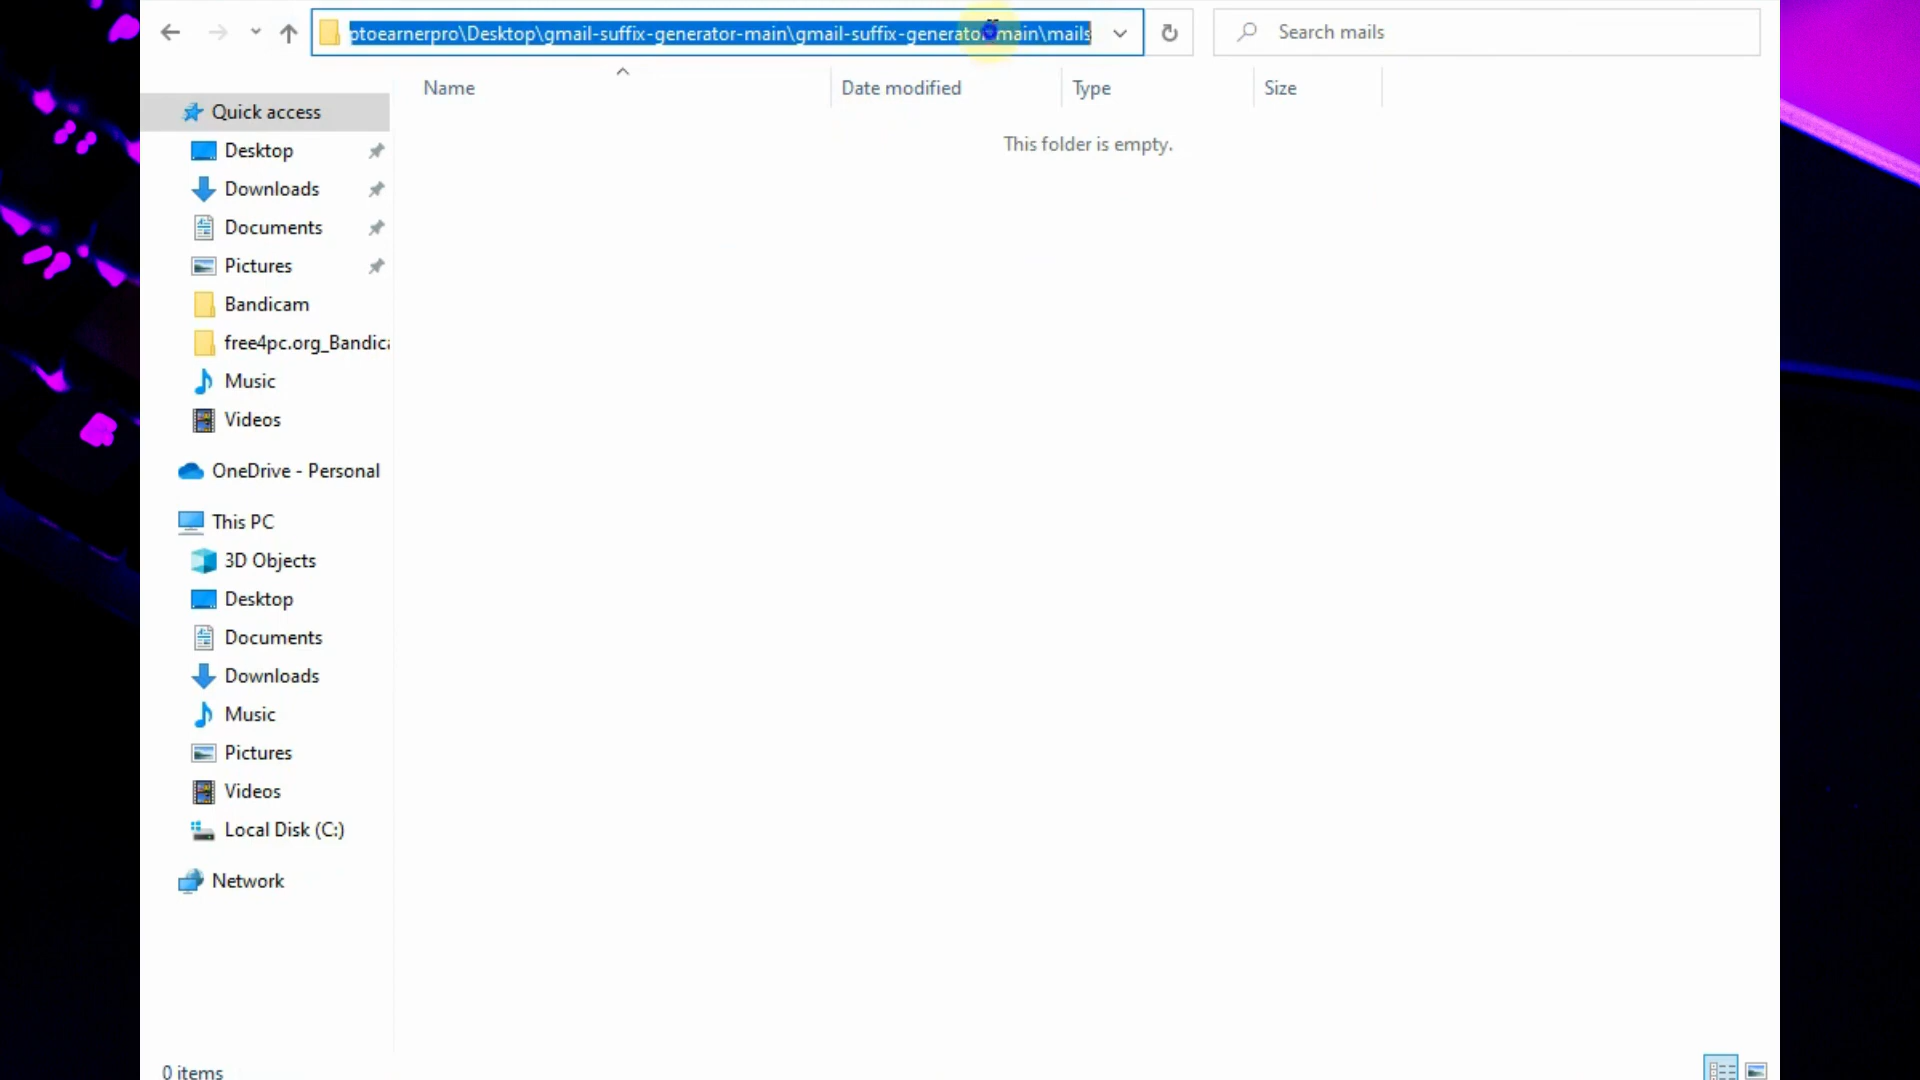 ptoearnerpro\Desktop\gmail-suffix-generator-main\gmail-suffix-generator-main\mails
Search mails
Name
Date modified
Type
Size
This folder is empty.
Quick access
Desktop
Downloads
Documents
Pictures
Bandicam
free4pc.org_Bandica
Music
Videos
OneDrive - Personal
This PC
3D Objects
Desktop
Documents
Downloads
Music
Pictures
Videos
Local Disk (C:)
Network
0 items